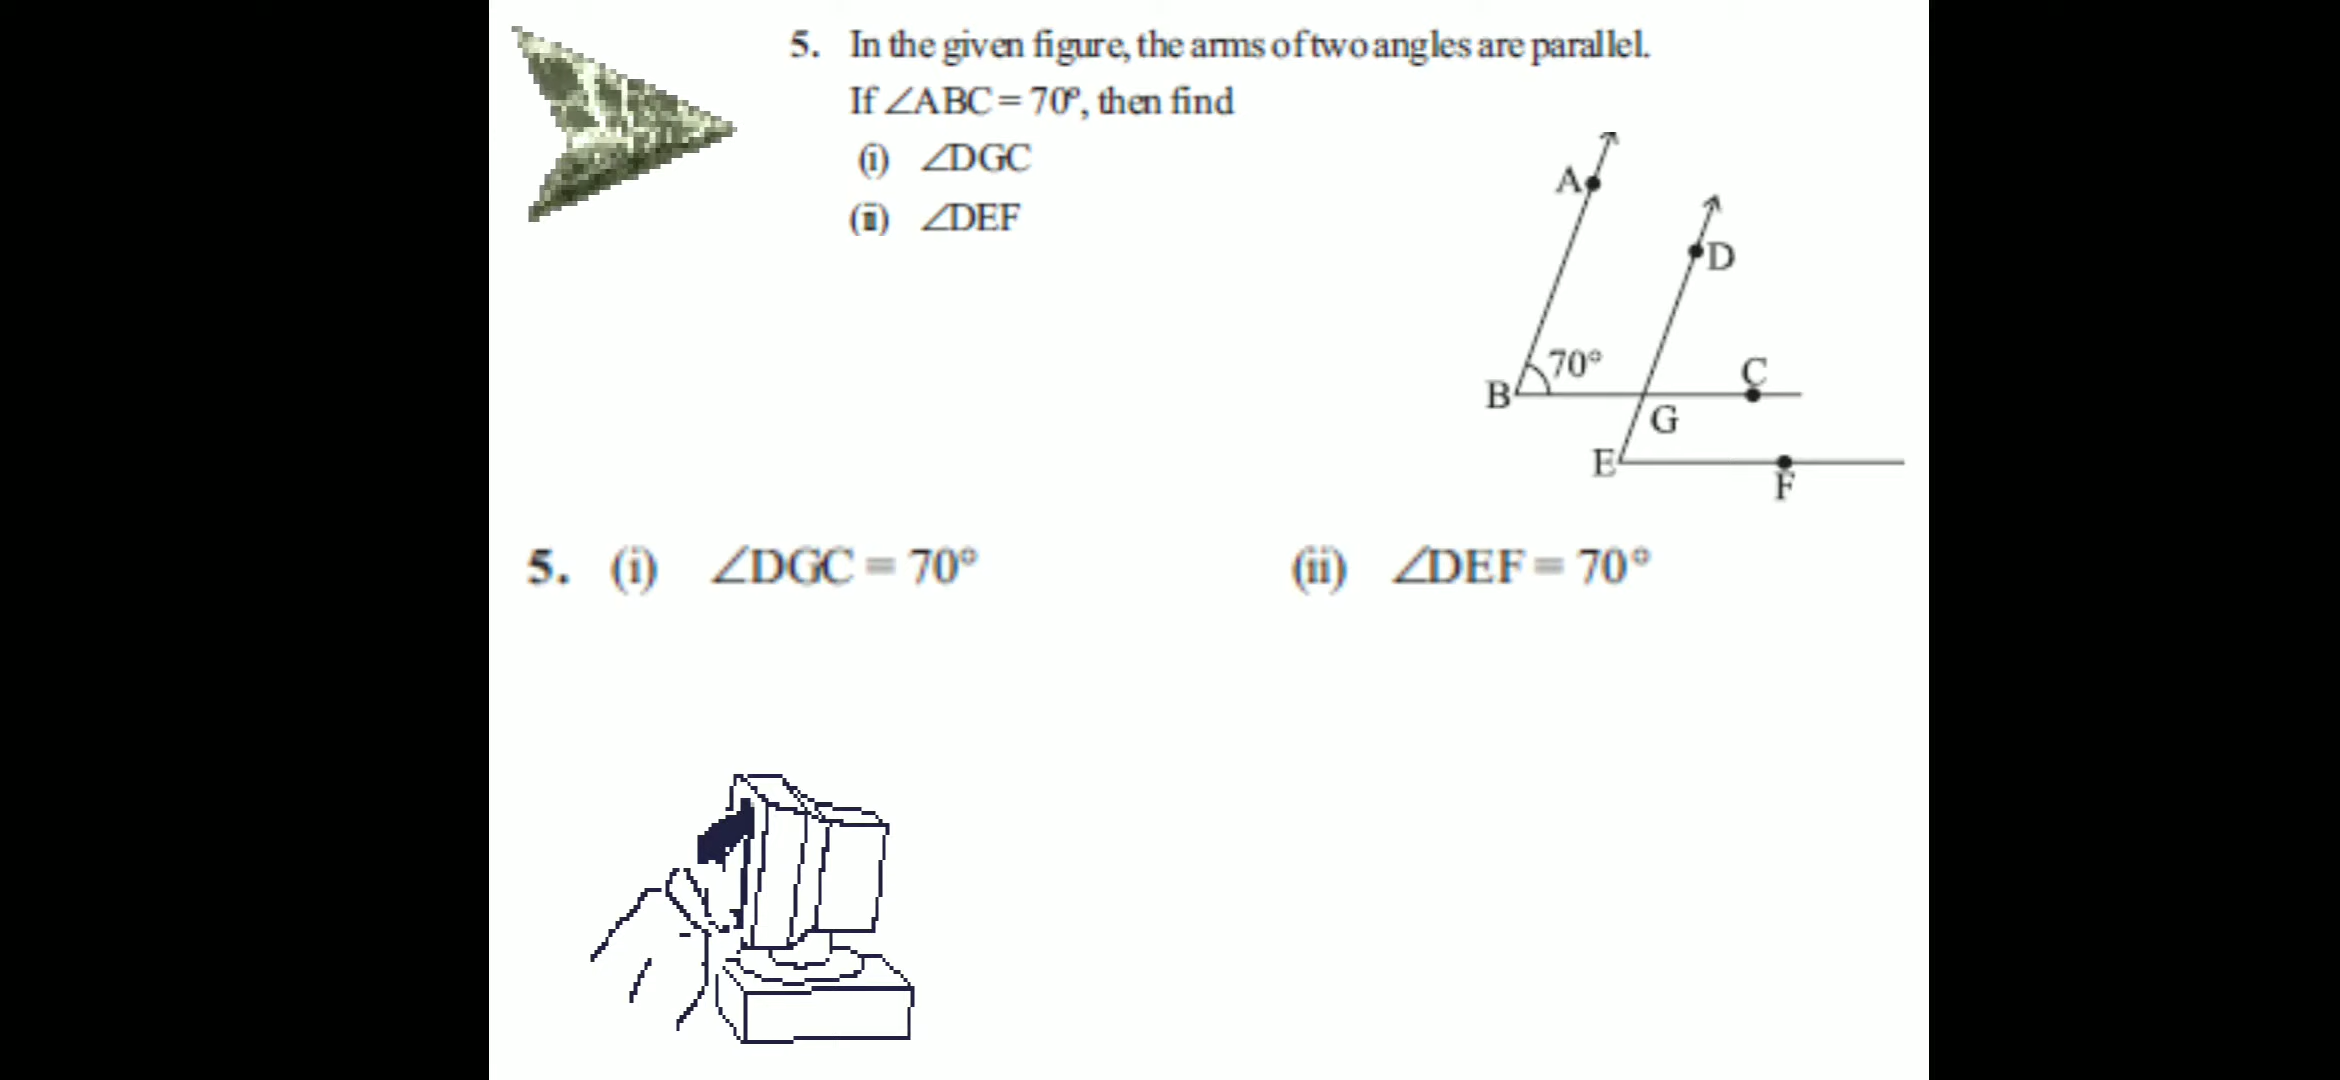 5. In the given figure, the arms of two angles are parallel.
If ∠ABC = 70º, then find
(i) ∠DGC
(ii) ∠DEF
A
D
70°
C
B
G
E
F
5. (i) ∠DGC = 70° (ii) ∠DEF = 70°